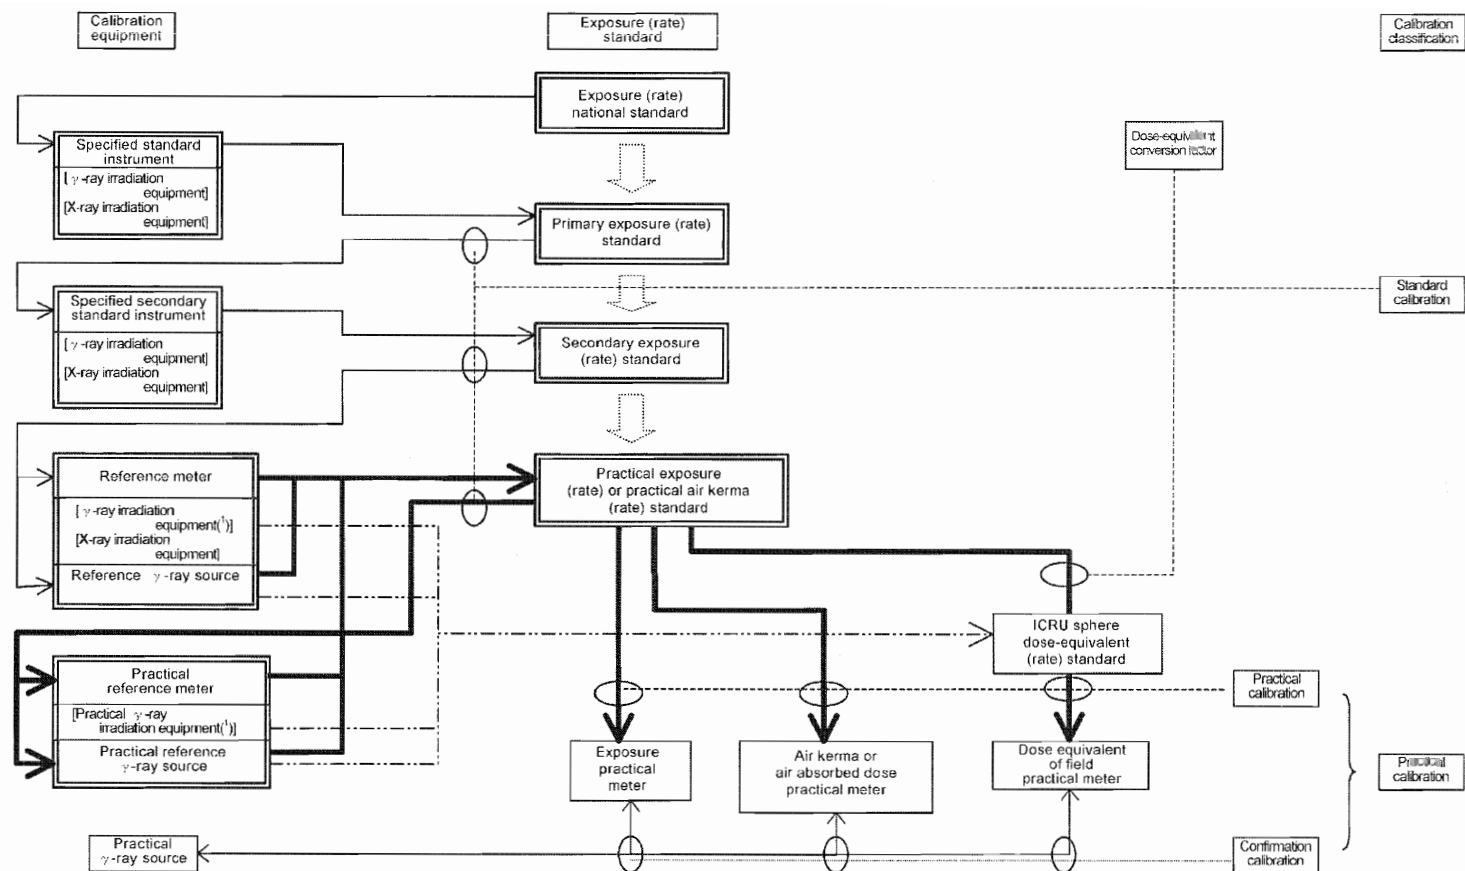 Calibration
equipment
Exposure (rate)
standard
Calibration
classification
Exposure (rate)
national standard
Dose-equivalent
conversion factor
Specified standard
instrument
[ γ-ray irradiation
equipment]
[X-ray irradiation
equipment]
Primary exposure (rate)
standard
Standard
calibration
Specified secondary
standard instrument
[ γ-ray irradiation
equipment]
[X-ray irradiation
equipment]
Secondary exposure
(rate) standard
Reference meter
[ γ-ray irradiation
equipment(¹)]
[X-ray irradiation
equipment]
Reference γ-ray source
Practical exposure
(rate) or practical air kerma
(rate) standard
ICRU sphere
dose-equivalent
(rate) standard
Practical
reference meter
[Practical γ-ray
irradiation equipment(¹)]
Practical reference
γ-ray source
Practical
calibration
Exposure
practical
meter
Air kerma or
air absorbed dose
practical meter
Dose equivalent
of field
practical meter
Practical
calibration
Practical
γ-ray source
Confirmation
calibration